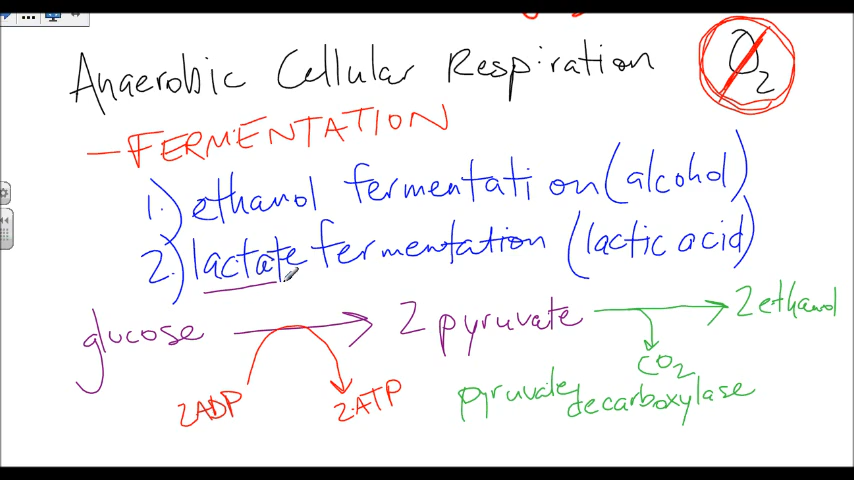 Anaerobic Cellular Respiration O2
— FERMENTATION
1.) ethanol fermentation (alcohol)
2.) lactate fermentation (lactic acid)
glucose → 2 pyruvate → 2 ethanol
CO2
2ADP 2ATP pyruvate decarboxylase